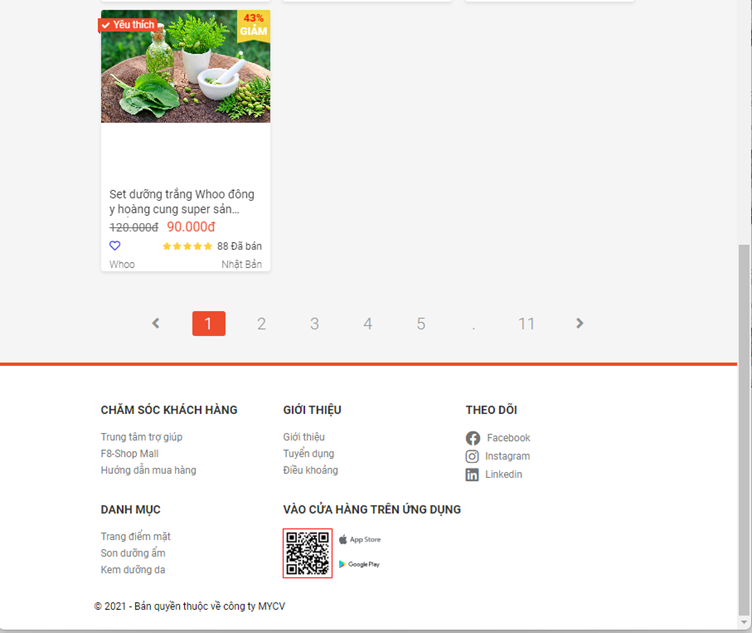 Yêu thích
43%
GIẢM
Set dưỡng trắng Whoo đông
y hoàng cung super sản...
120.000đ 90.000đ
88 Đã bán
Whoo Nhật Bản
1 2 3 4 5 . 11
CHĂM SÓC KHÁCH HÀNG
Trung tâm trợ giúp
F8-Shop Mall
Hướng dẫn mua hàng
GIỚI THIỆU
Giới thiệu
Tuyển dụng
Điều khoảng
THEO DÕI
Facebook
Instagram
Linkedin
DANH MỤC
Trang điểm mặt
Son dưỡng ẩm
Kem dưỡng da
VÀO CỬA HÀNG TRÊN ỨNG DỤNG
App Store
Google Play
© 2021 - Bản quyền thuộc về công ty MYCV